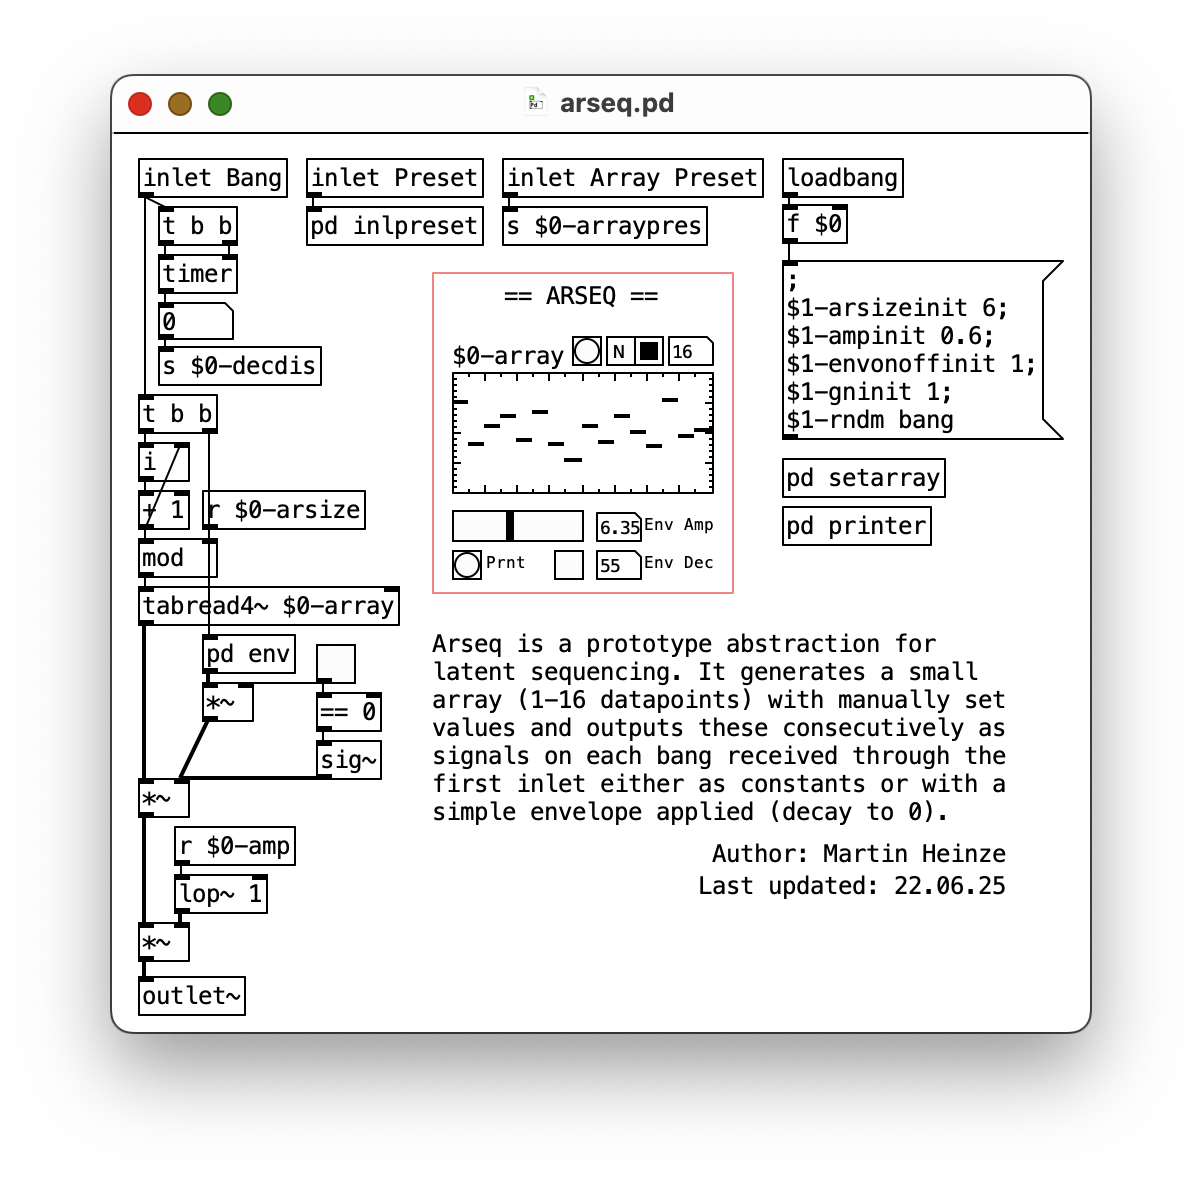 arseq.pd
inlet Bang
inlet Preset
inlet Array Preset
loadbang
t b b
pd inlpreset
s $0-arraypres
f $0
timer
0
s $0-decdis
t b b
i
+ 1
r $0-arsize
mod
tabread4~ $0-array
pd env
*~
== 0
sig~
*~
r $0-amp
lop~ 1
*~
outlet~
== ARSEQ ==
$0-array
N
16
6.35
Env Amp
Prnt
55
Env Dec
;
$1-arsizeinit 6;
$1-ampinit 0.6;
$1-envonoffinit 1;
$1-gninit 1;
$1-rndm bang
pd setarray
pd printer
Arseq is a prototype abstraction for
latent sequencing. It generates a small
array (1-16 datapoints) with manually set
values and outputs these consecutively as
signals on each bang received through the
first inlet either as constants or with a
simple envelope applied (decay to 0).
Author: Martin Heinze
Last updated: 22.06.25